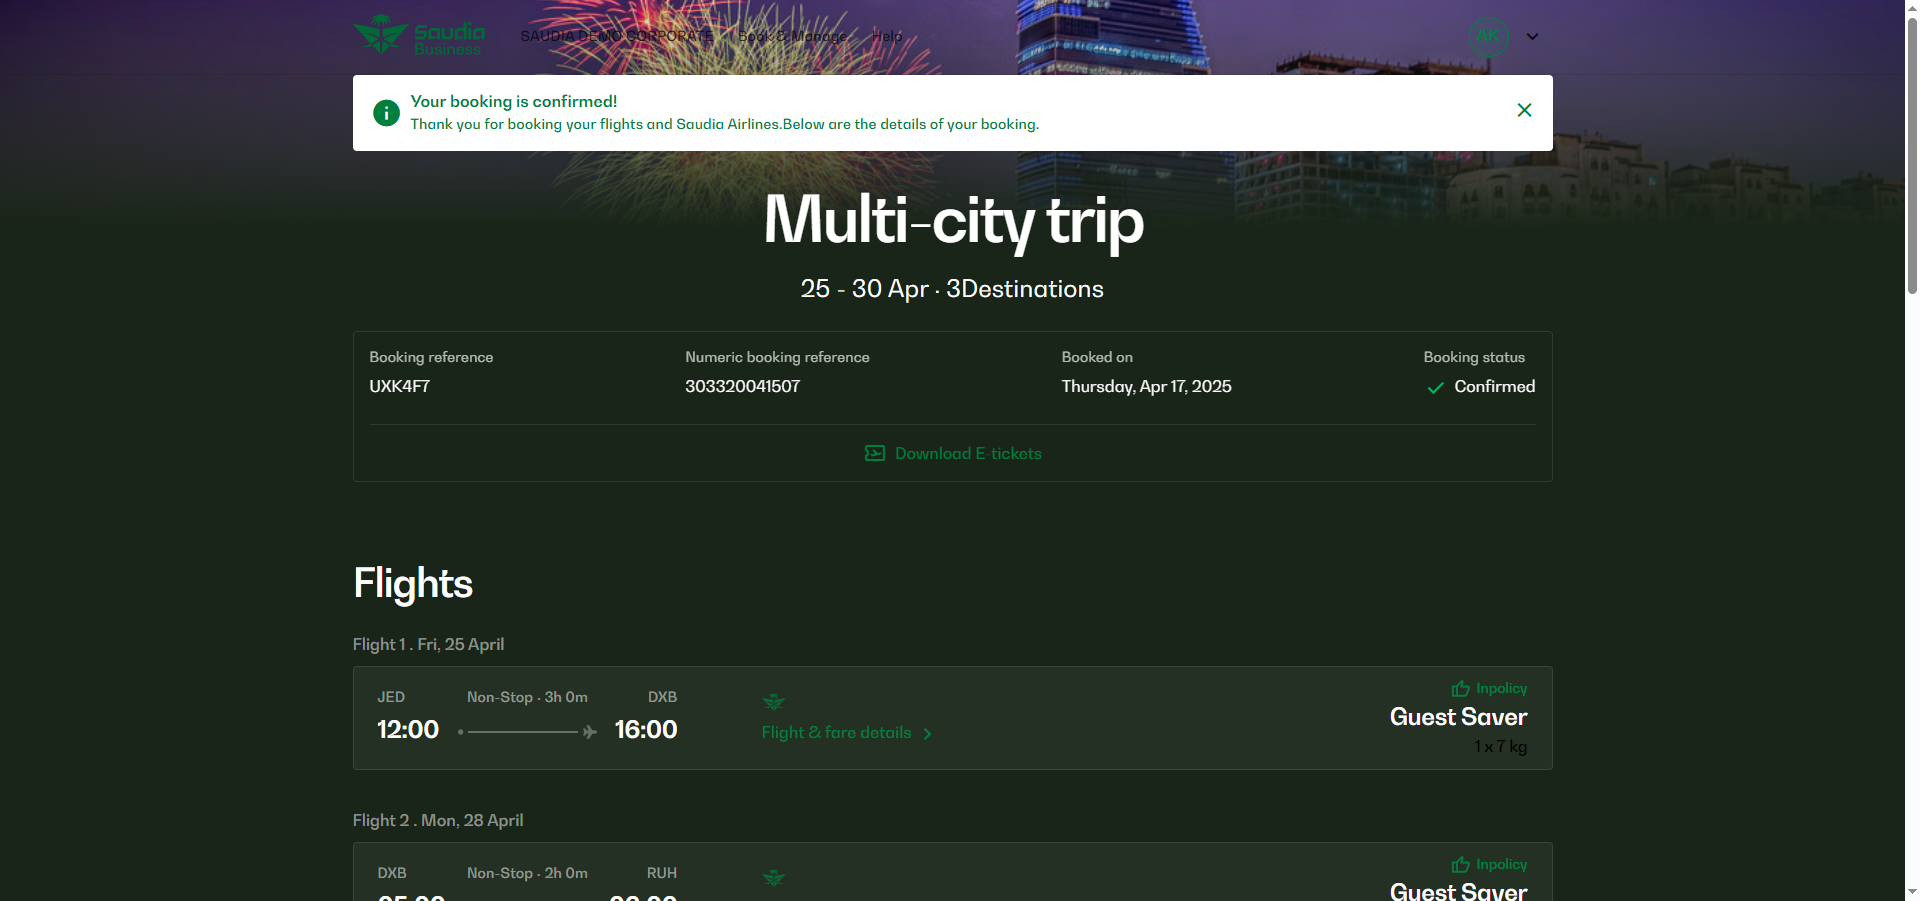 Saudia
Business
SAUDIA DEMO CORPORATE
Book & Manage
Help
AK
Your booking is confirmed!
Thank you for booking your flights and Saudia Airlines.Below are the details of your booking.
Multi-city trip
25 - 30 Apr · 3Destinations
Booking reference
UXK4F7
Numeric booking reference
303320041507
Booked on
Thursday, Apr 17, 2025
Booking status
Confirmed
Download E-tickets
Flights
Flight 1 . Fri, 25 April
JED Non-Stop · 3h 0m DXB
12:00 16:00
Flight & fare details
Inpolicy
Guest Saver
1 x 7 kg
Flight 2 . Mon, 28 April
DXB Non-Stop · 2h 0m RUH
Inpolicy
Guest Saver